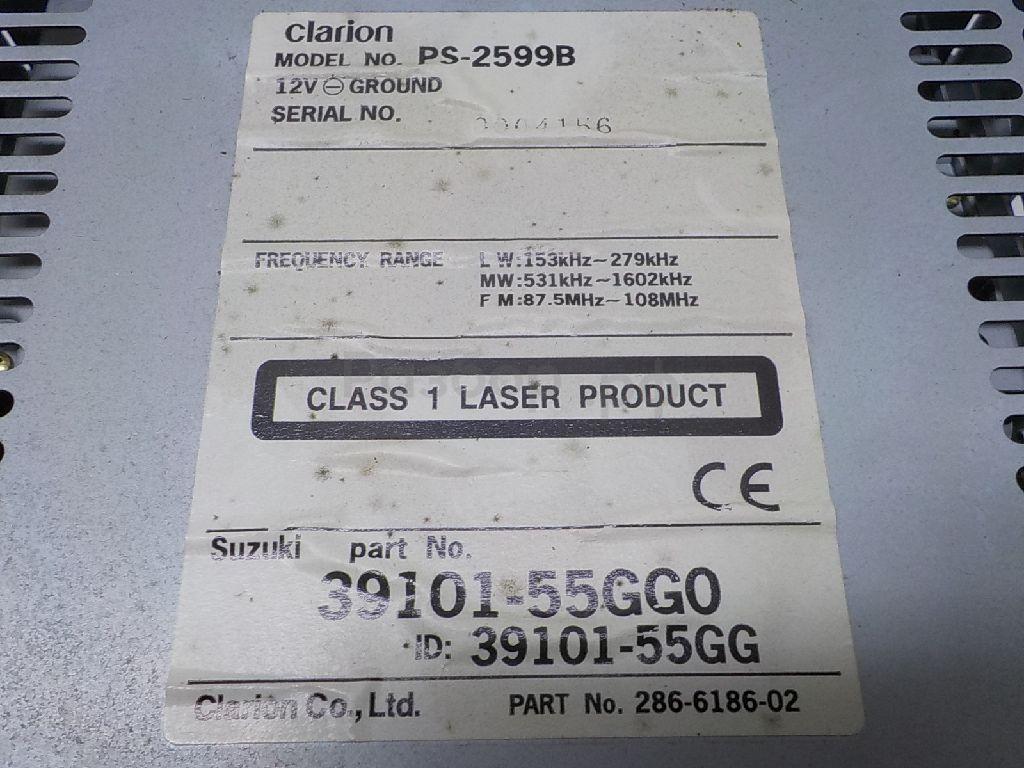 Clarion
MODEL NO. PS-2599B
12V ⊖ GROUND
SERIAL NO.
FREQUENCY RANGE LW:153kHz~279kHz
MW:531kHz~1602kHz
FM:87.5MHz~108MHz
CLASS 1 LASER PRODUCT
CE
Suzuki part No.
39101-55GG0
ID: 39101-55GG
Clarion Co., Ltd. PART No. 286-6186-02